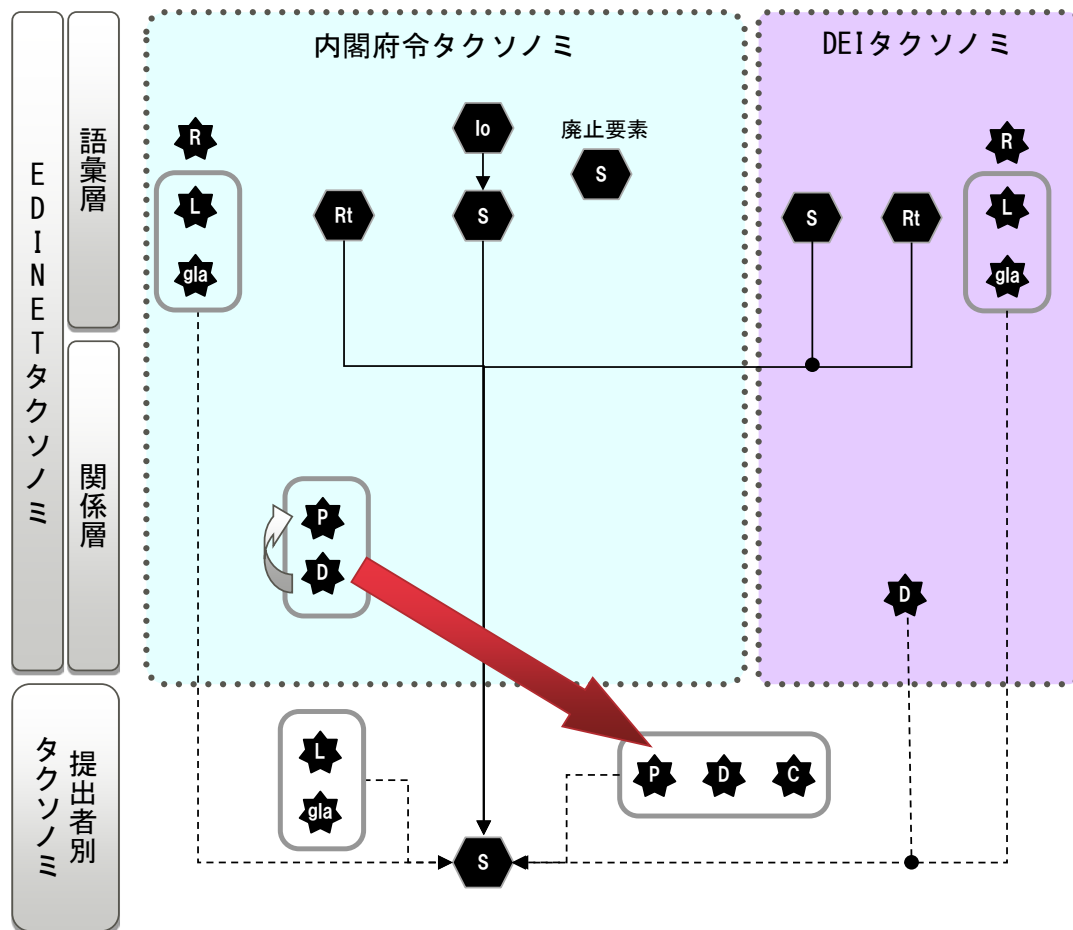 EDINETタクソノミ
語彙層
関係層
提出者別
タクソノミ
内閣府令タクソノミ
DEIタクソノミ
R
L
gla
Rt
Io
S
廃止要素
S
S
Rt
R
L
gla
P
D
D
L
gla
P D C
S